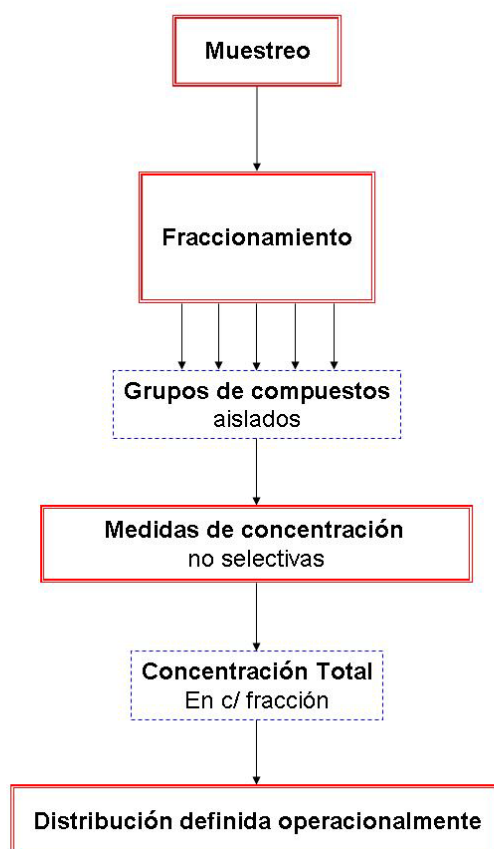 Muestreo
Fraccionamiento
Grupos de compuestos
aislados
Medidas de concentración
no selectivas
Concentración Total
En c/ fracción
Distribución definida operacionalmente